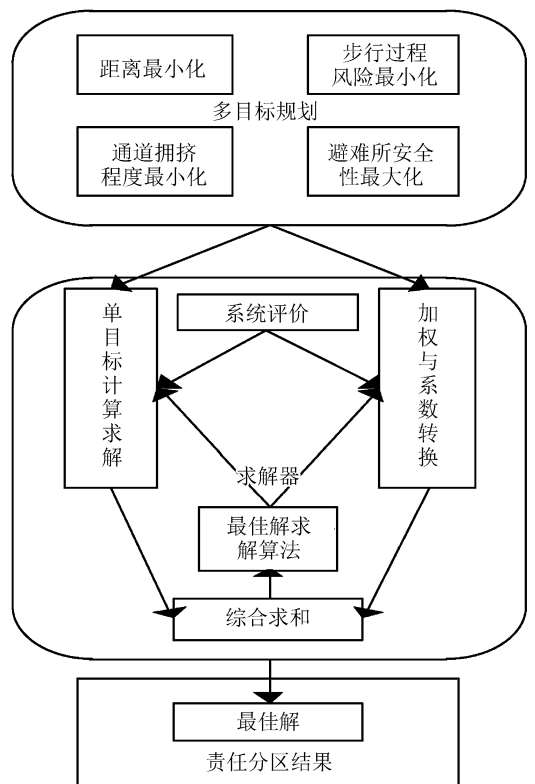 距离最小化
步行过程
风险最小化
多目标规划
通道拥挤
程度最小化
避难所安全
性最大化
单目标计算求解
系统评价
加权与系数转换
求解器
最佳解求
解算法
综合求和
最佳解
责任分区结果